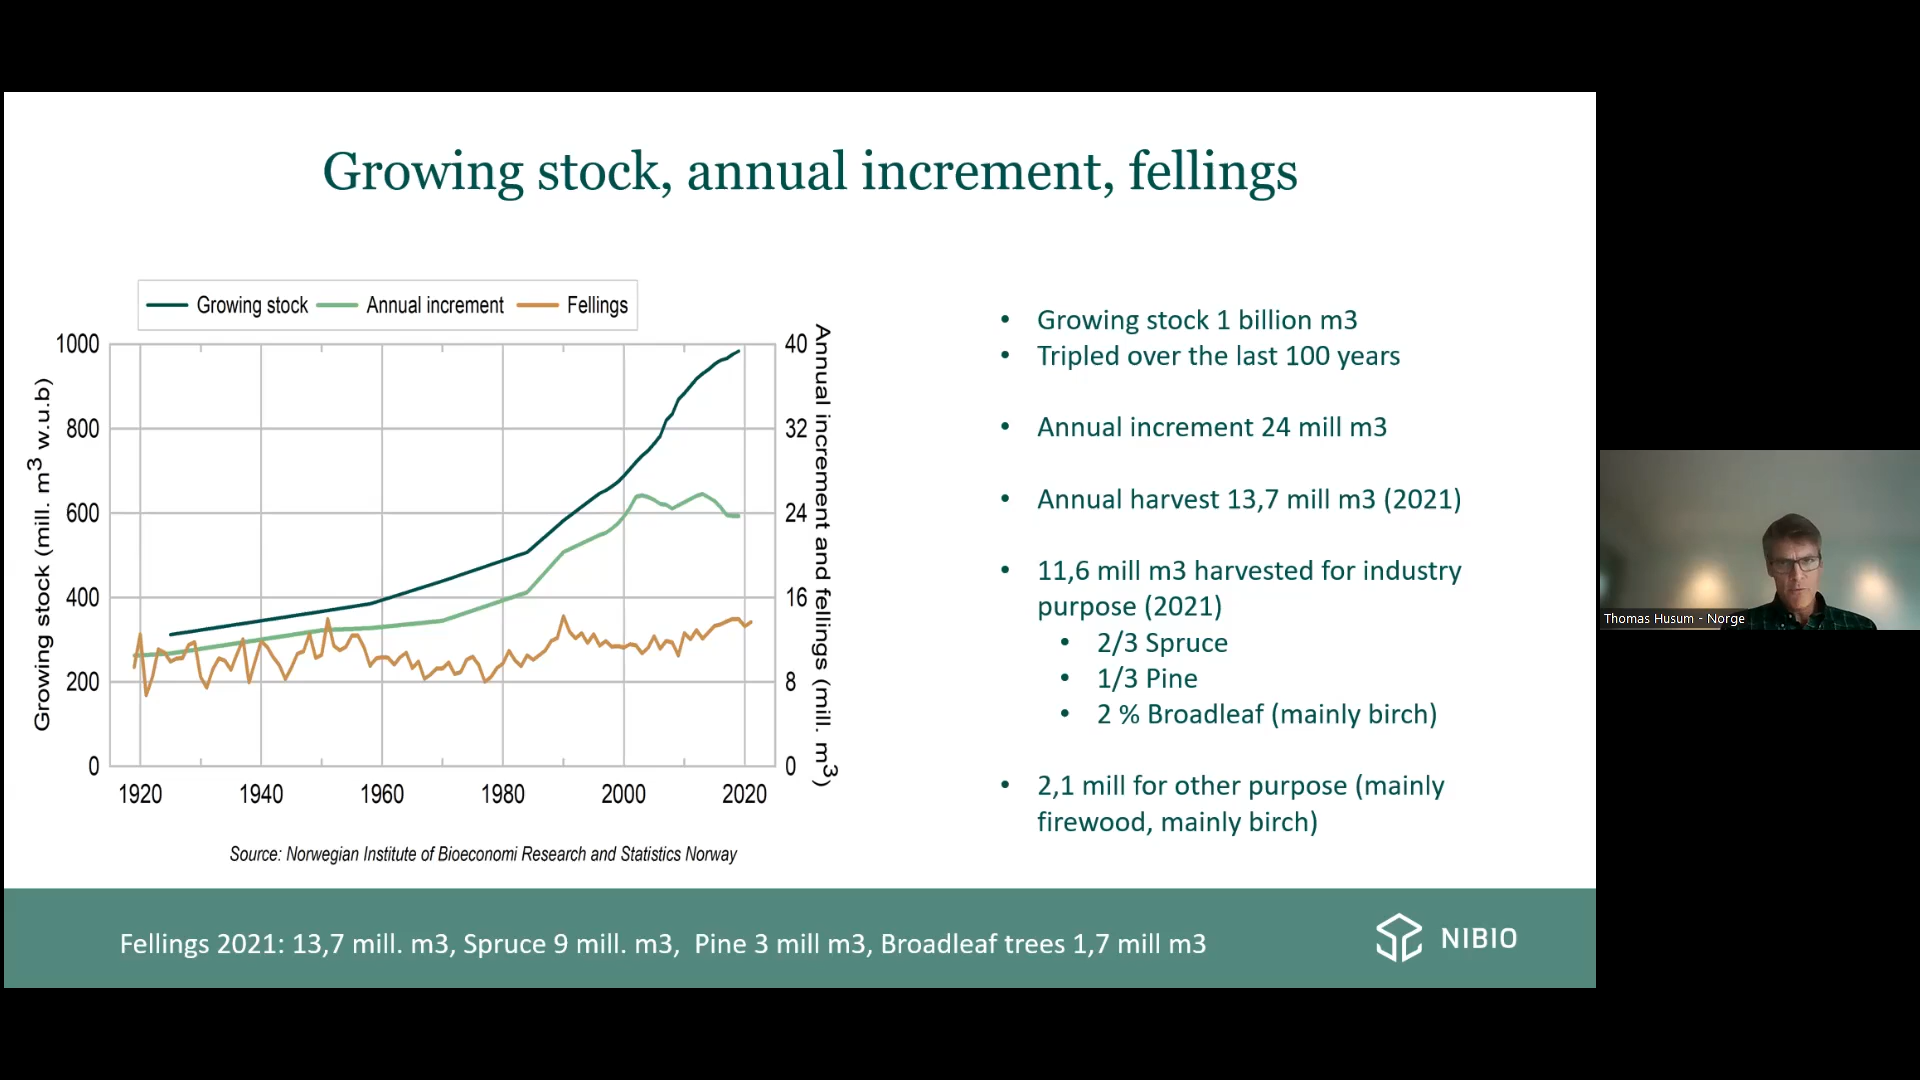 Growing stock, annual increment, fellings
Growing stock Annual increment Fellings
Growing stock (mill. m³ w.u.b)
1000
800
600
400
200
0
40
32
24
16
8
0
Annual increment and fellings (mill. m³)
1920 1940 1960 1980 2000 2020
Source: Norwegian Institute of Bioeconomi Research and Statistics Norway
• Growing stock 1 billion m3
• Tripled over the last 100 years
• Annual increment 24 mill m3
• Annual harvest 13,7 mill m3 (2021)
• 11,6 mill m3 harvested for industry
purpose (2021)
• 2/3 Spruce
• 1/3 Pine
• 2 % Broadleaf (mainly birch)
• 2,1 mill for other purpose (mainly
firewood, mainly birch)
Thomas Husum - Norge
Fellings 2021: 13,7 mill. m3, Spruce 9 mill. m3, Pine 3 mill m3, Broadleaf trees 1,7 mill m3
NIBIO